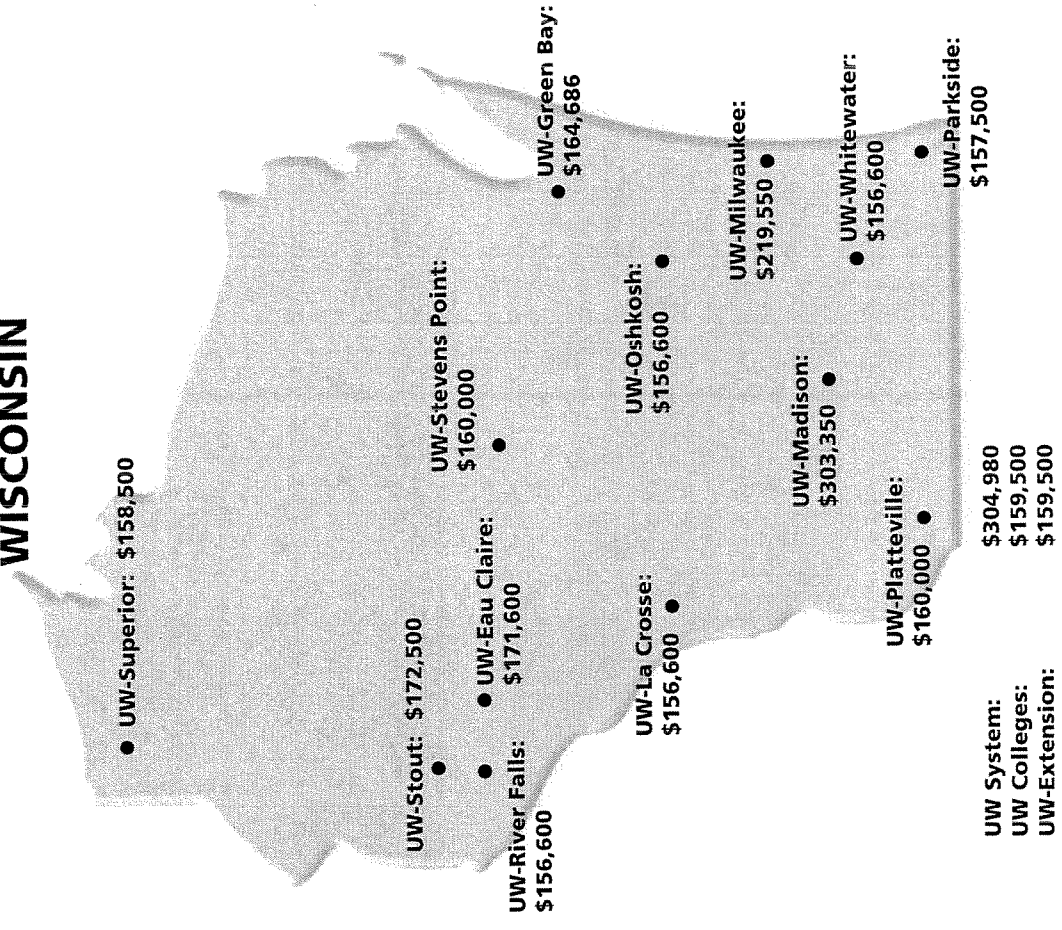 WISCONSIN
UW-Superior: $158,500
UW-Stout: $172,500
UW-Stevens Point:
$160,000
UW-Eau Claire:
$171,600
UW-River Falls:
$156,600
UW-Green Bay:
$164,686
UW-La Crosse:
$156,600
UW-Oshkosh:
$156,600
UW-Milwaukee:
$219,550
UW-Madison:
$303,350
UW-Whitewater:
$156,600
UW-Platteville:
$160,000
UW-Parkside:
$157,500
UW System: $304,980
UW Colleges: $159,500
UW-Extension: $159,500